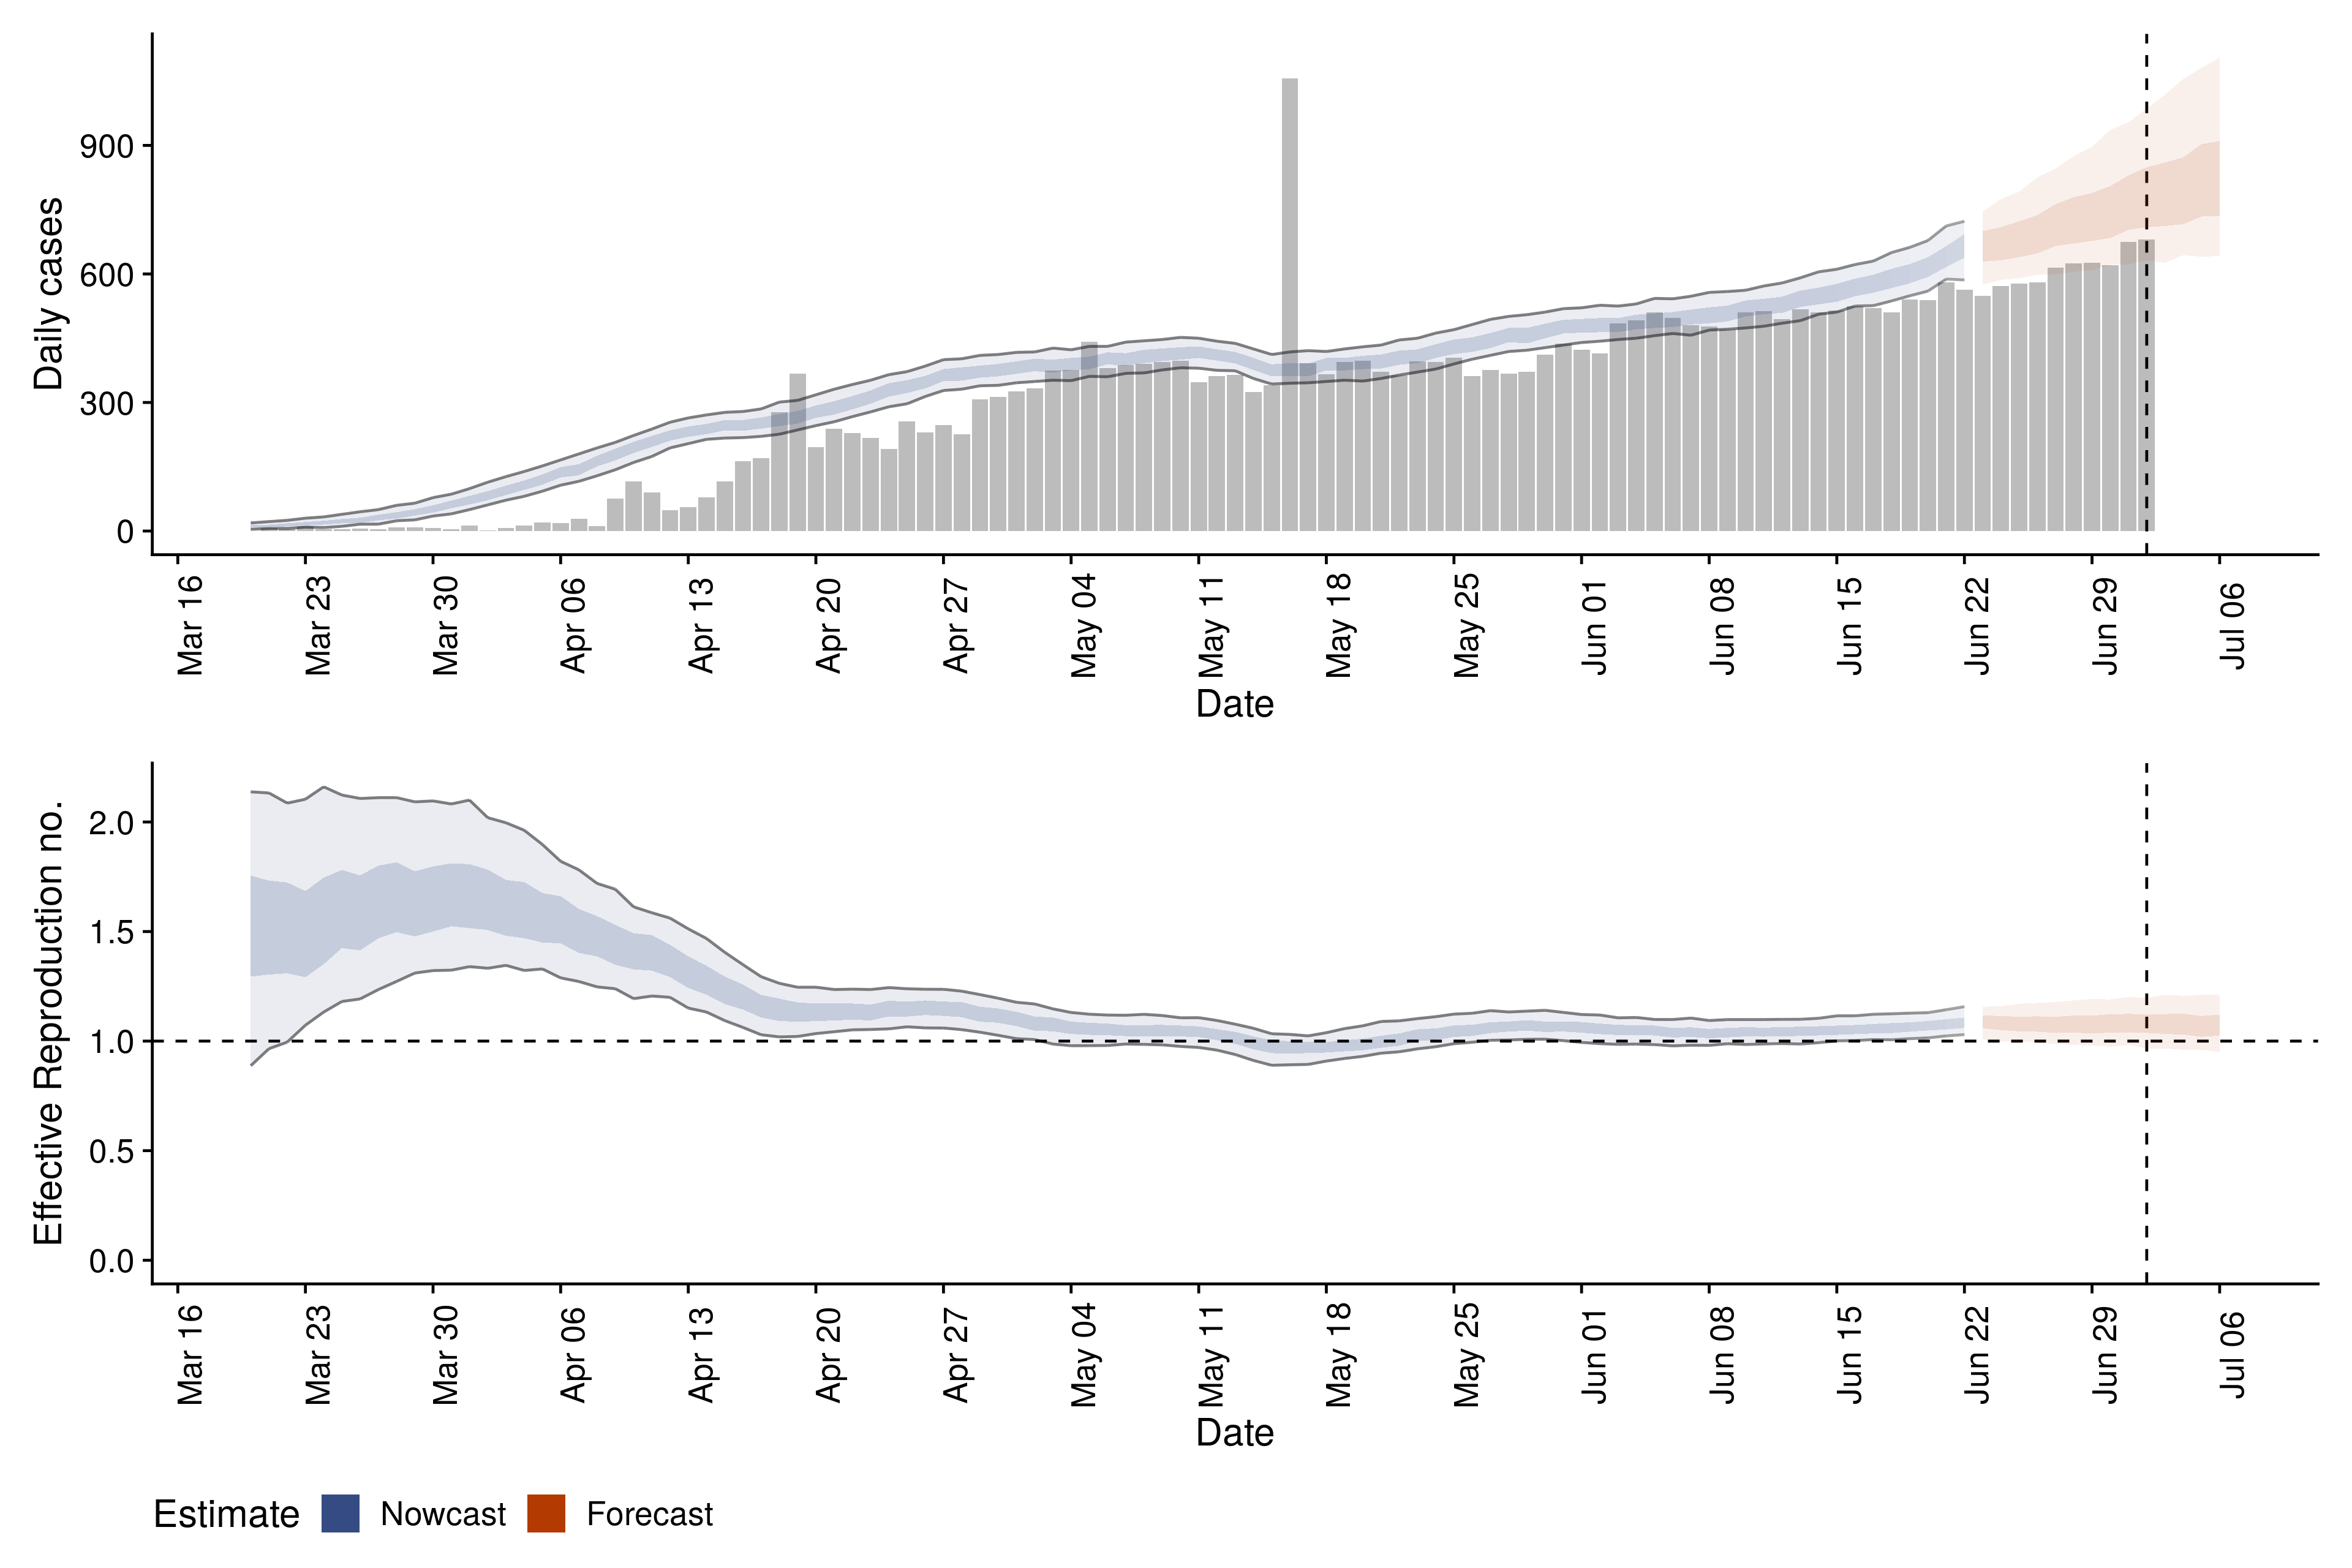 Daily cases
900
600
300
0
Mar 16
Mar 23
Mar 30
Apr 06
Apr 13
Apr 20
Apr 27
May 04
May 11
May 18
May 25
Jun 01
Jun 08
Jun 15
Jun 22
Jun 29
Jul 06
Date
Effective Reproduction no.
2.0
1.5
1.0
0.5
0.0
Mar 16
Mar 23
Mar 30
Apr 06
Apr 13
Apr 20
Apr 27
May 04
May 11
May 18
May 25
Jun 01
Jun 08
Jun 15
Jun 22
Jun 29
Jul 06
Date
Estimate Nowcast Forecast